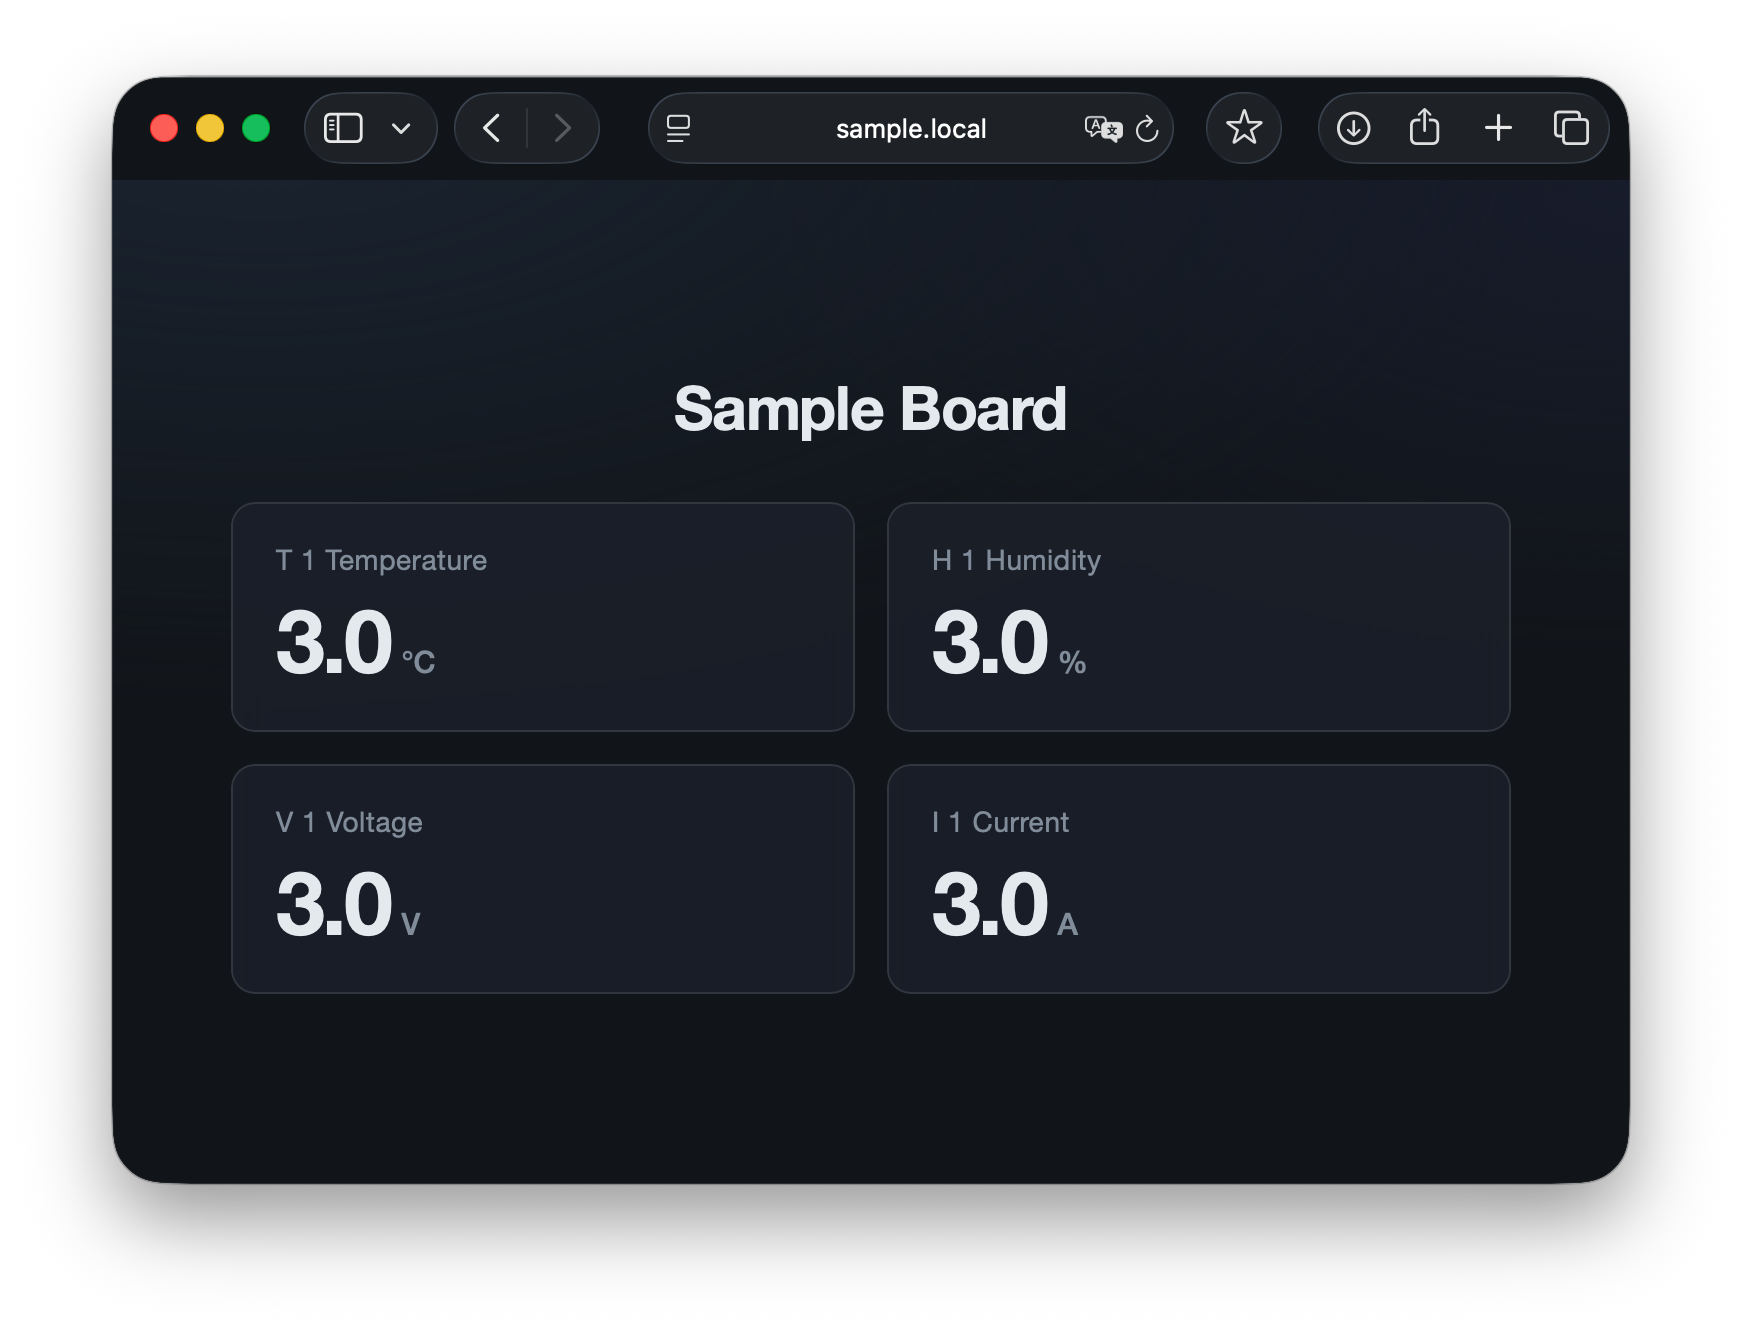 sample.local
Sample Board
T 1 Temperature
3.0 °C
H 1 Humidity
3.0 %
V 1 Voltage
3.0 V
I 1 Current
3.0 A